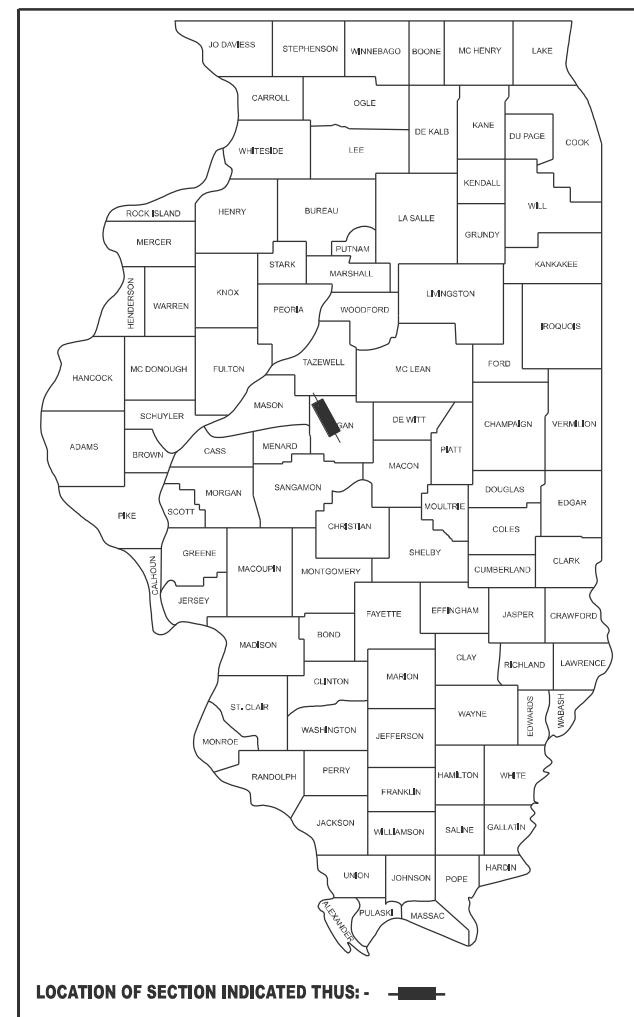 JO DAVIESS STEPHENSON WINNEBAGO BOONE MC HENRY LAKE
CARROLL OGLE
DE KALB KANE DU PAGE COOK
WHITESIDE LEE
KENDALL
ROCK ISLAND HENRY BUREAU LA SALLE WILL
MERCER PUTNAM GRUNDY
STARK MARSHALL KANKAKEE
HENDERSON WARREN KNOX PEORIA WOODFORD LIVINGSTON IROQUOIS
HANCOCK MC DONOUGH FULTON TAZEWELL MC LEAN FORD
MASON
SCHUYLER GAN DE WITT CHAMPAIGN VERMILION
ADAMS BROWN CASS MENARD MACON PIATT
PIKE SCOTT MORGAN SANGAMON CHRISTIAN MOULTRIE DOUGLAS EDGAR
COLES
GREENE SHELBY
CALHOUN MACOUPIN MONTGOMERY CUMBERLAND CLARK
JERSEY FAYETTE EFFINGHAM JASPER CRAWFORD
MADISON BOND
CLAY RICHLAND LAWRENCE
CLINTON MARION
ST. CLAIR WAYNE EDWARDS WABASH
MONROE WASHINGTON JEFFERSON
RANDOLPH PERRY HAMILTON WHITE
FRANKLIN
JACKSON WILLIAMSON SALINE GALLATIN
UNION JOHNSON POPE HARDIN
ALEXANDER PULASKI MASSAC
LOCATION OF SECTION INDICATED THUS: -